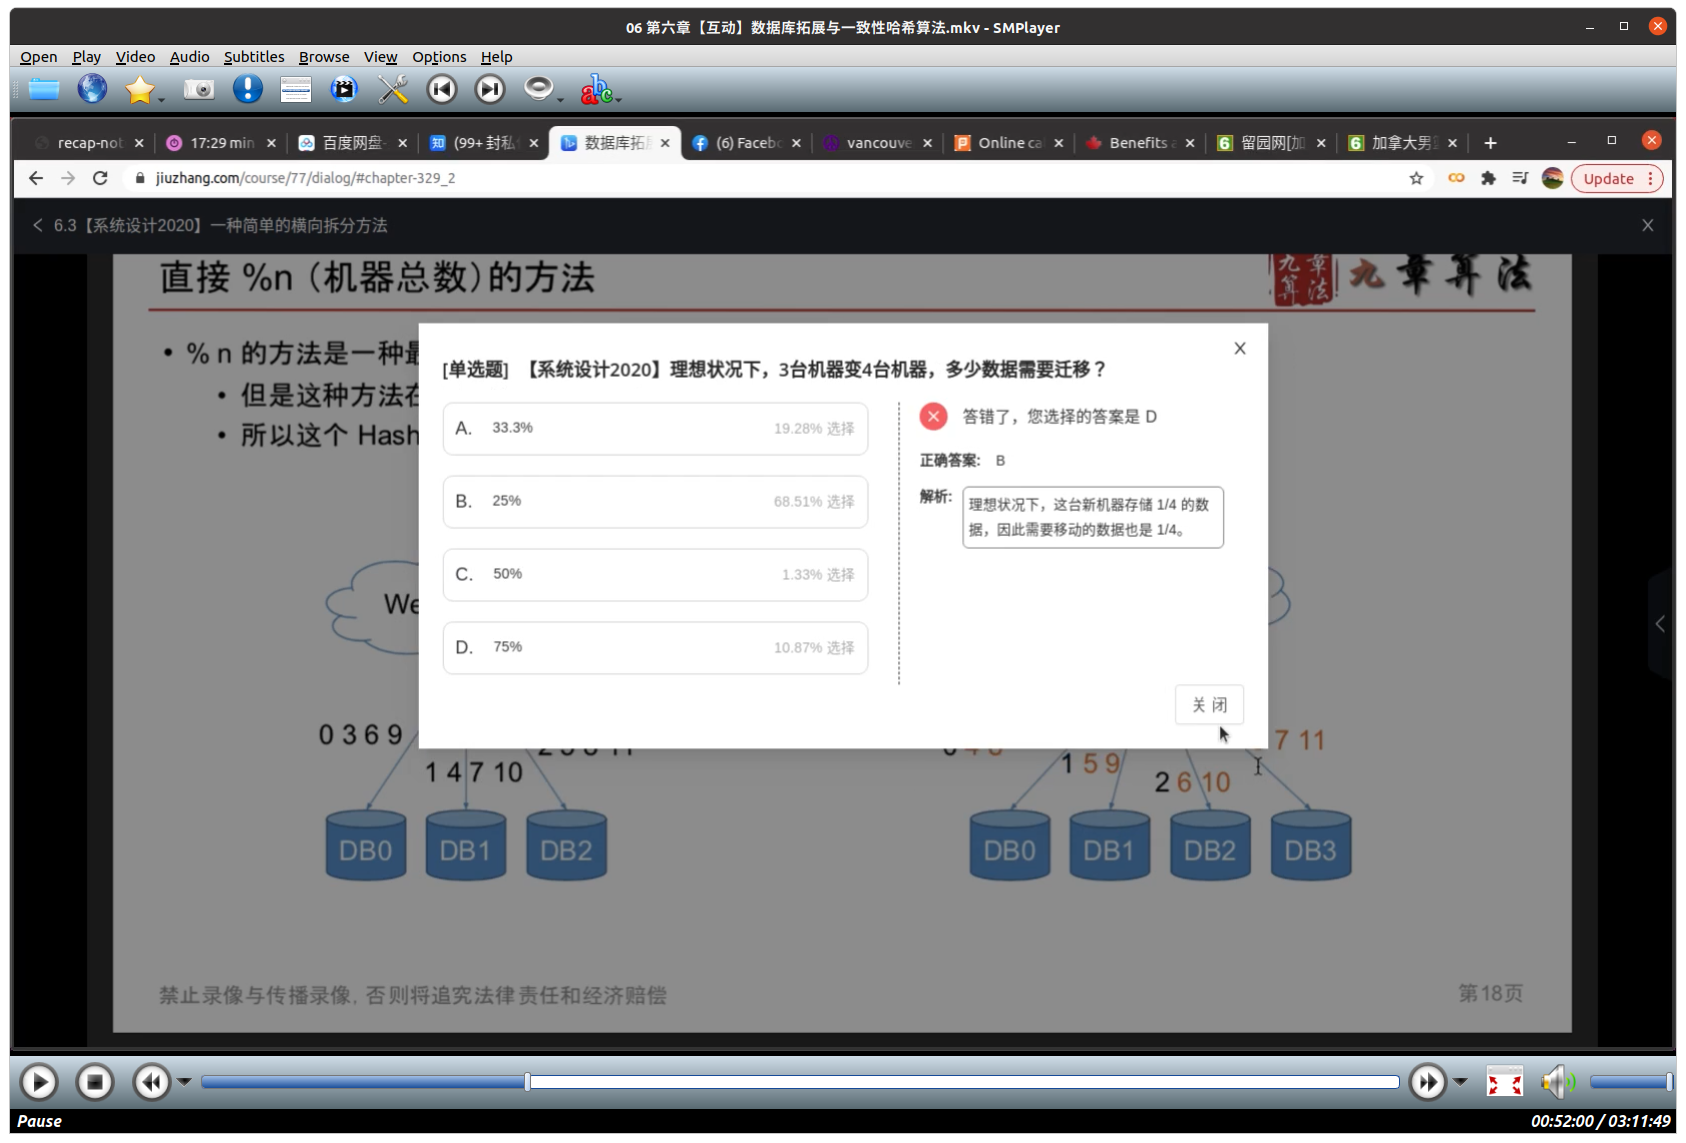 06 第六章【互动】数据库拓展与一致性哈希算法.mkv - SMPlayer
Open Play Video Audio Subtitles Browse View Options Help
recap-not 17:29 min 百度网盘- (99+ 封私 数据库拓 (6) Facebo vancouve Online ca Benefits a 留园网[加 加拿大男
jiuzhang.com/course/77/dialog/#chapter-329_2
Update
6.3【系统设计2020】一种简单的横向拆分方法
直接 %n（机器总数）的方法
九章算法 九章算法
• % n 的方法是一种最
• 但是这种方法在
• 所以这个 Hash
[单选题] 【系统设计2020】理想状况下，3台机器变4台机器，多少数据需要迁移？
A. 33.3% 19.28% 选择
B. 25% 68.51% 选择
C. 50% 1.33% 选择
D. 75% 10.87% 选择
答错了，您选择的答案是 D
正确答案: B
解析: 理想状况下，这台新机器存储 1/4 的数
据，因此需要移动的数据也是 1/4。
关 闭
We
0 3 6 9
1 4 7 10
7 11
1 5 9
2 6 10
DB0 DB1 DB2
DB0 DB1 DB2 DB3
禁止录像与传播录像, 否则将追究法律责任和经济赔偿
第18页
Pause
00:52:00 / 03:11:49